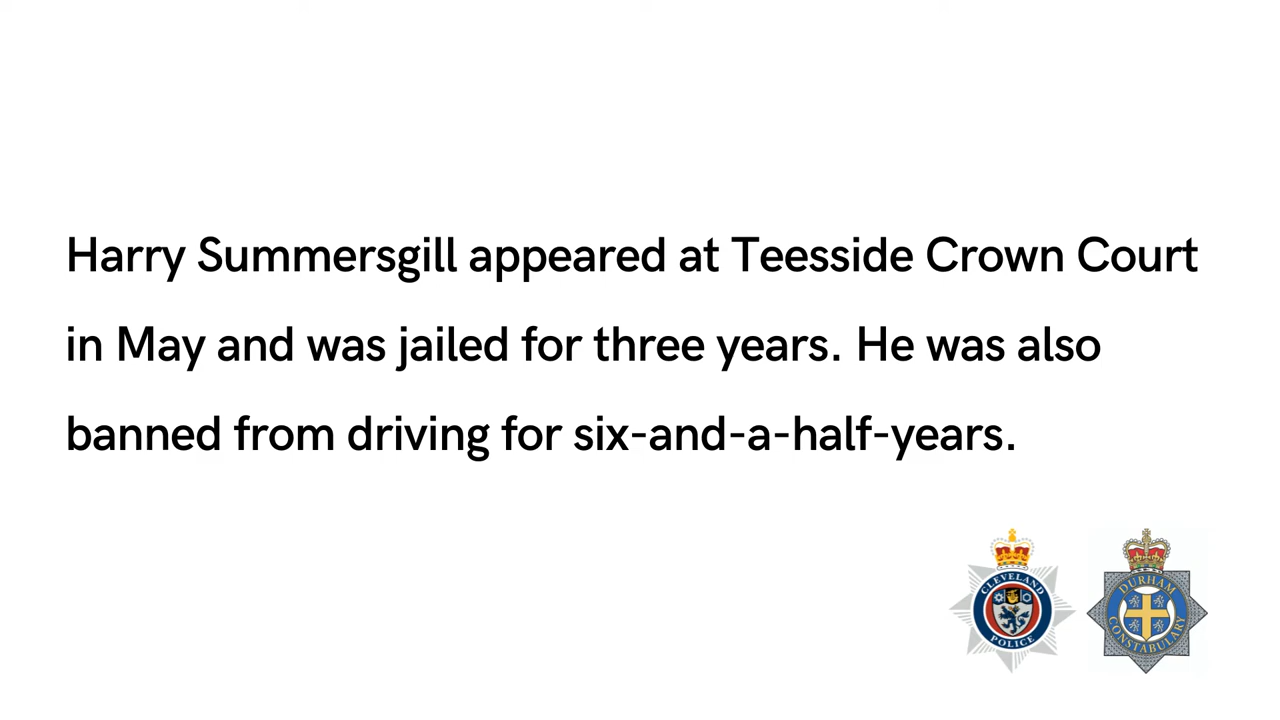 Harry Summersgill appeared at Teesside Crown Court
in May and was jailed for three years. He was also
banned from driving for six-and-a-half-years.
CLEVELAND
POLICE
DURHAM
CONSTABULARY